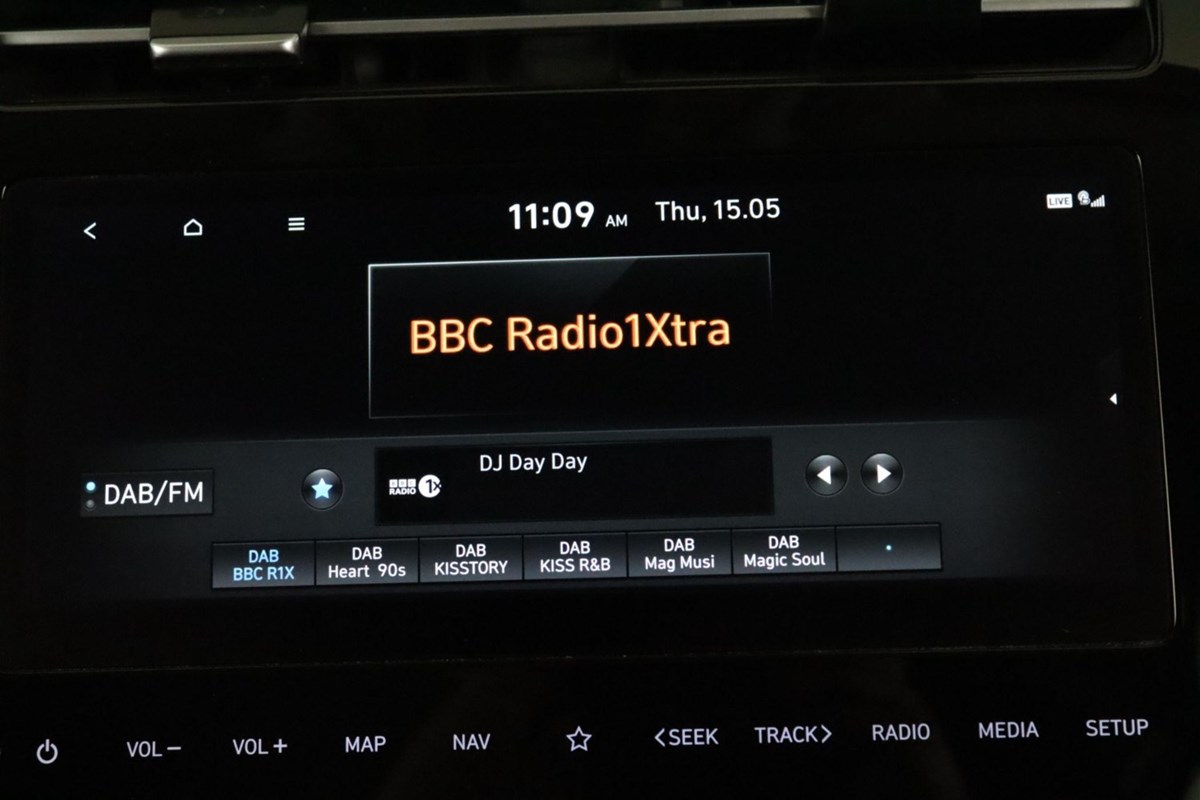 11:09 AM Thu, 15.05
LIVE
BBC Radio1Xtra
DJ Day Day
BBC
RADIO 1X
DAB/FM
DAB
BBC R1X
DAB
Heart 90s
DAB
KISSTORY
DAB
KISS R&B
DAB
Mag Musi
DAB
Magic Soul
VOL− VOL+ MAP NAV <SEEK TRACK> RADIO MEDIA SETUP